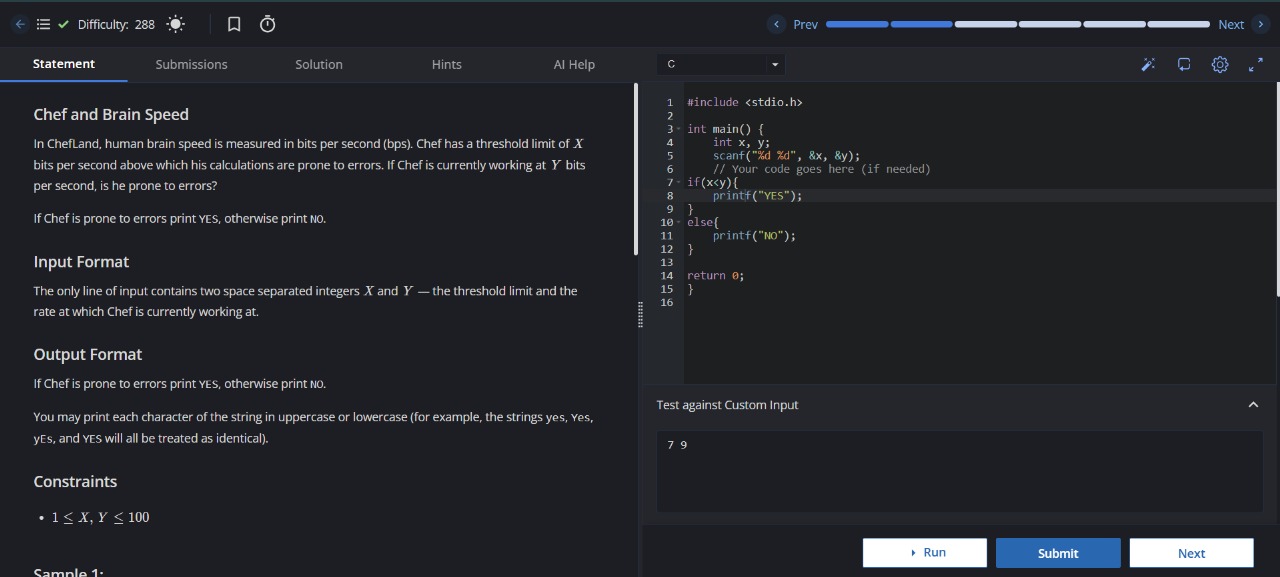 Difficulty: 288
Prev
Next
Statement
Submissions
Solution
Hints
AI Help
Chef and Brain Speed
In ChefLand, human brain speed is measured in bits per second (bps). Chef has a threshold limit of X
bits per second above which his calculations are prone to errors. If Chef is currently working at Y bits
per second, is he prone to errors?
If Chef is prone to errors print YES, otherwise print NO.
Input Format
The only line of input contains two space separated integers X and Y — the threshold limit and the
rate at which Chef is currently working at.
Output Format
If Chef is prone to errors print YES, otherwise print NO.
You may print each character of the string in uppercase or lowercase (for example, the strings yes, Yes,
yEs, and YES will all be treated as identical).
Constraints
• 1 ≤ X, Y ≤ 100
Sample 1:
C
1 #include <stdio.h>
2
3 int main() {
4     int x, y;
5     scanf("%d %d", &x, &y);
6     // Your code goes here (if needed)
7 if(x<y){
8     printf("YES");
9 }
10 else{
11     printf("NO");
12 }
13
14 return 0;
15 }
16
Test against Custom Input
7 9
Run
Submit
Next